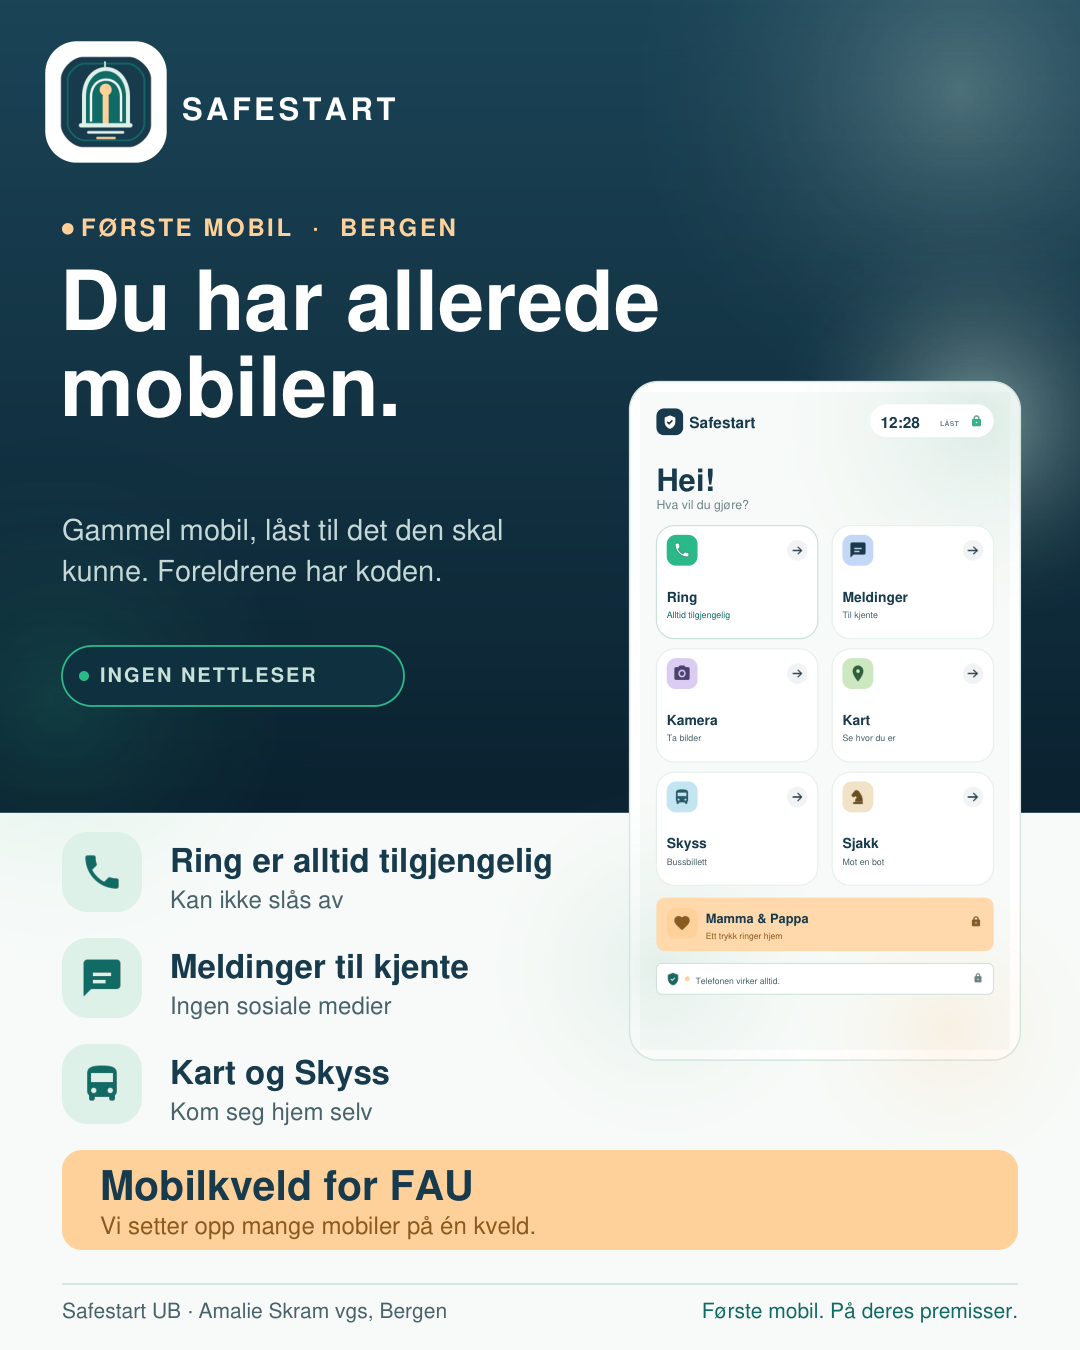 SAFESTART
FØRSTE MOBIL · BERGEN
Du har allerede
mobilen.
Gammel mobil, låst til det den skal
kunne. Foreldrene har koden.
INGEN NETTLESER
Safestart
12:28 LÅST
Hei!
Hva vil du gjøre?
Ring
Alltid tilgjengelig
Meldinger
Til kjente
Kamera
Ta bilder
Kart
Se hvor du er
Skyss
Bussbillett
Sjakk
Mot en bot
Mamma & Pappa
Ett trykk ringer hjem
Telefonen virker alltid.
Ring er alltid tilgjengelig
Kan ikke slås av
Meldinger til kjente
Ingen sosiale medier
Kart og Skyss
Kom seg hjem selv
Mobilkveld for FAU
Vi setter opp mange mobiler på én kveld.
Safestart UB · Amalie Skram vgs, Bergen
Første mobil. På deres premisser.